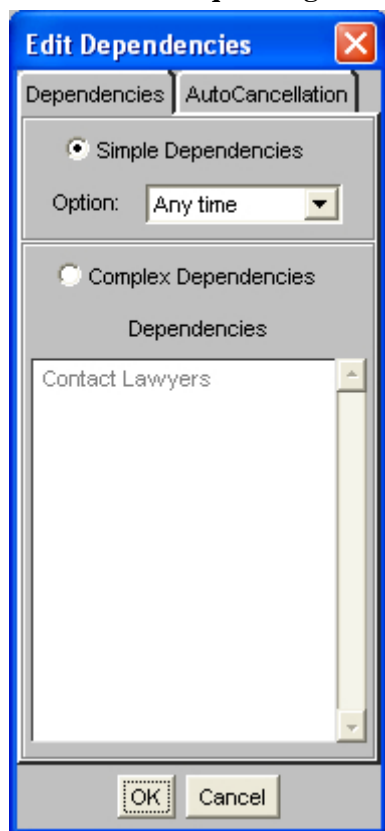 Edit Dependencies
Dependencies AutoCancellation
Simple Dependencies
Option: Any time
Complex Dependencies
Dependencies
Contact Lawyers
OK Cancel